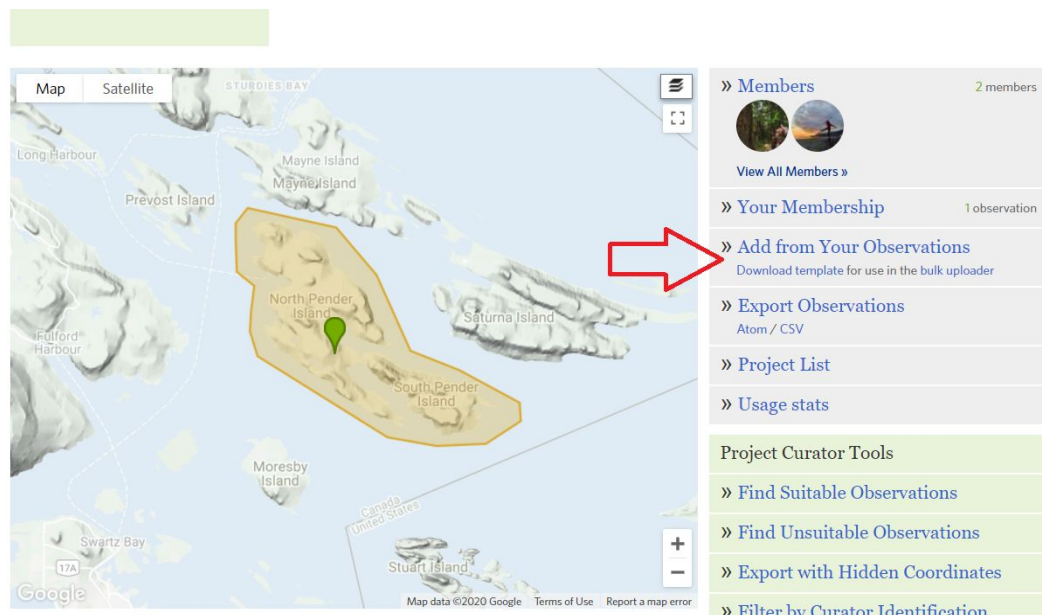 Map Satellite
STURDIES BAY
Long Harbour
Mayne Island
Mayne Island
Prevost Island
North Pender
Island
Saturna Island
Fulford
Harbour
South Pender
Island
Moresby
Island
Canada
United States
Swartz Bay
17A
Stuart Island
+
−
Google
Map data ©2020 Google Terms of Use Report a map error
» Members 2 members
View All Members »
» Your Membership 1 observation
» Add from Your Observations
Download template for use in the bulk uploader
» Export Observations
Atom / CSV
» Project List
» Usage stats
Project Curator Tools
» Find Suitable Observations
» Find Unsuitable Observations
» Export with Hidden Coordinates
» Filter by Curator Identification